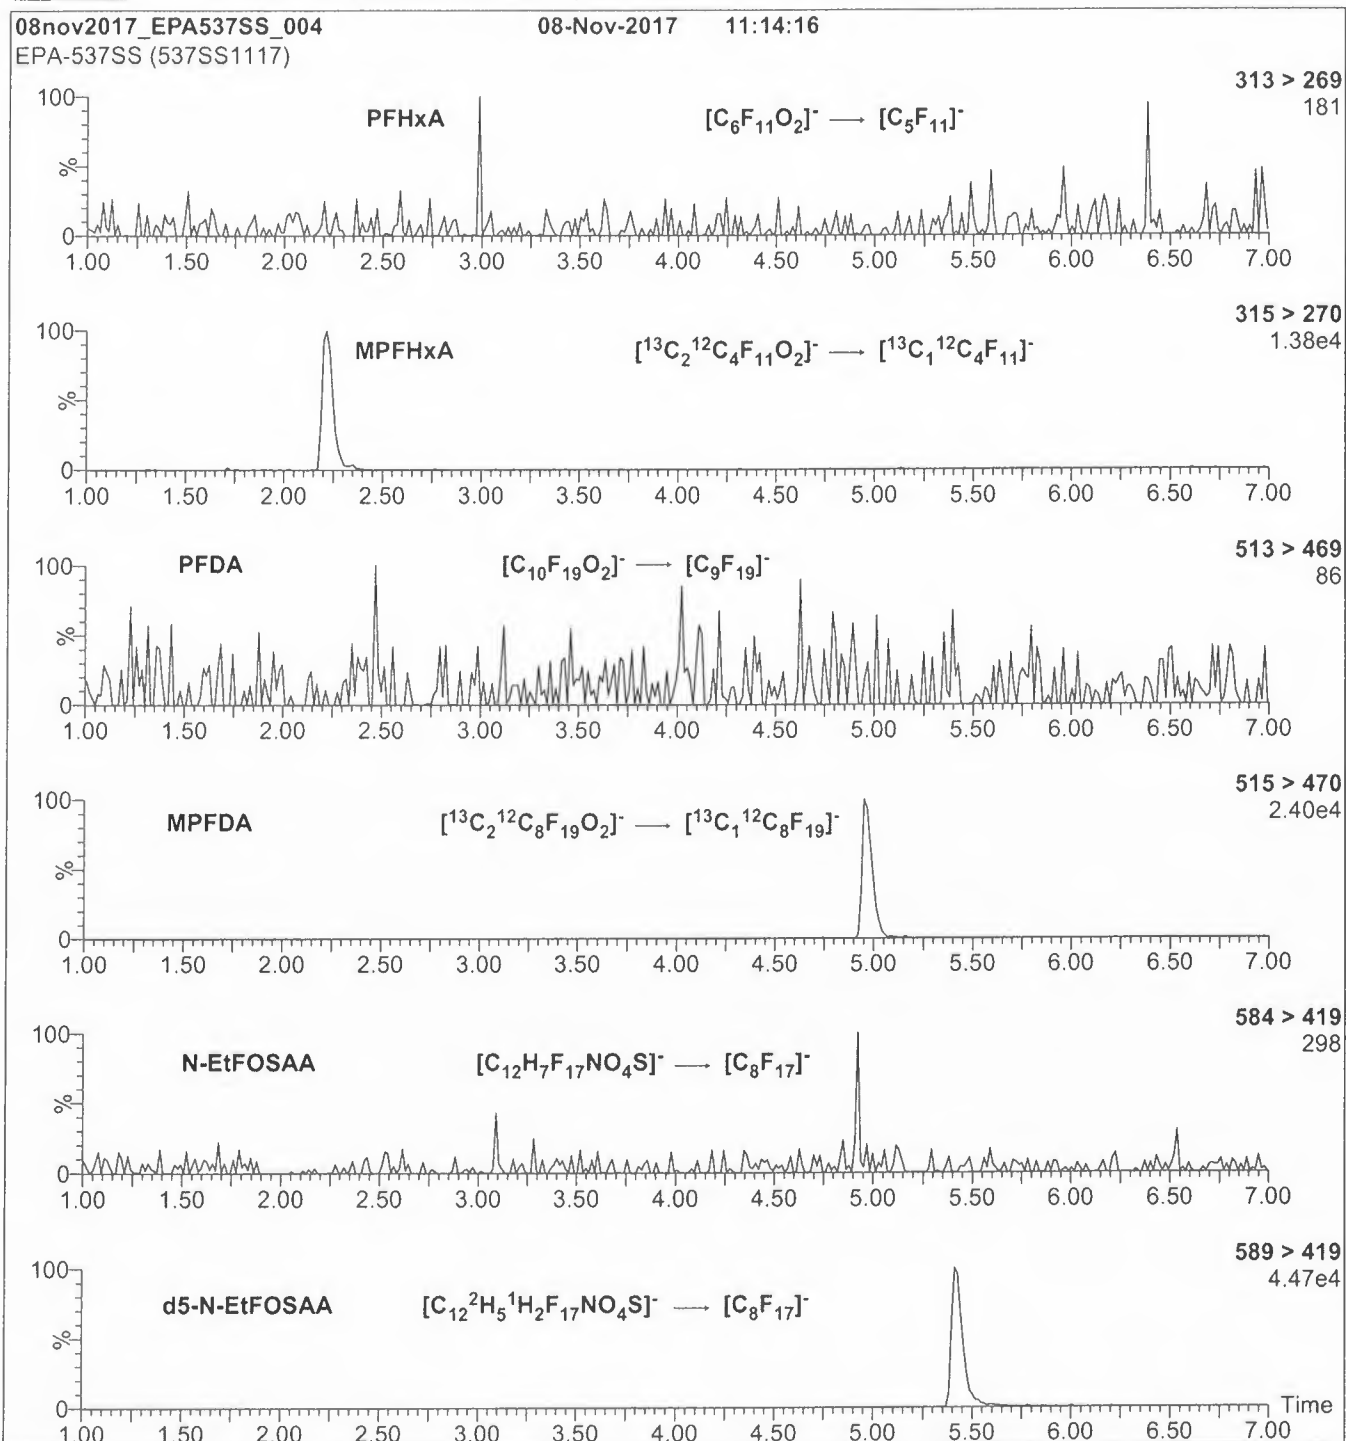 08nov2017_EPA537SS_004 08-Nov-2017 11:14:16
EPA-537SS (537SS1117)
313 > 269
181
PFHxA [C6F11O2]- → [C5F11]-
100
%
0
1.00 1.50 2.00 2.50 3.00 3.50 4.00 4.50 5.00 5.50 6.00 6.50 7.00
315 > 270
1.38e4
MPFHxA [13C2 12C4F11O2]- → [13C1 12C4F11]-
100
%
0
1.00 1.50 2.00 2.50 3.00 3.50 4.00 4.50 5.00 5.50 6.00 6.50 7.00
513 > 469
86
PFDA [C10F19O2]- → [C9F19]-
100
%
0
1.00 1.50 2.00 2.50 3.00 3.50 4.00 4.50 5.00 5.50 6.00 6.50 7.00
515 > 470
2.40e4
MPFDA [13C2 12C8F19O2]- → [13C1 12C8F19]-
100
%
0
1.00 1.50 2.00 2.50 3.00 3.50 4.00 4.50 5.00 5.50 6.00 6.50 7.00
584 > 419
298
N-EtFOSAA [C12H7F17NO4S]- → [C8F17]-
100
%
0
1.00 1.50 2.00 2.50 3.00 3.50 4.00 4.50 5.00 5.50 6.00 6.50 7.00
589 > 419
4.47e4
d5-N-EtFOSAA [C12 2H5 1H2F17NO4S]- → [C8F17]-
100
%
0
Time
1.00 1.50 2.00 2.50 3.00 3.50 4.00 4.50 5.00 5.50 6.00 6.50 7.00